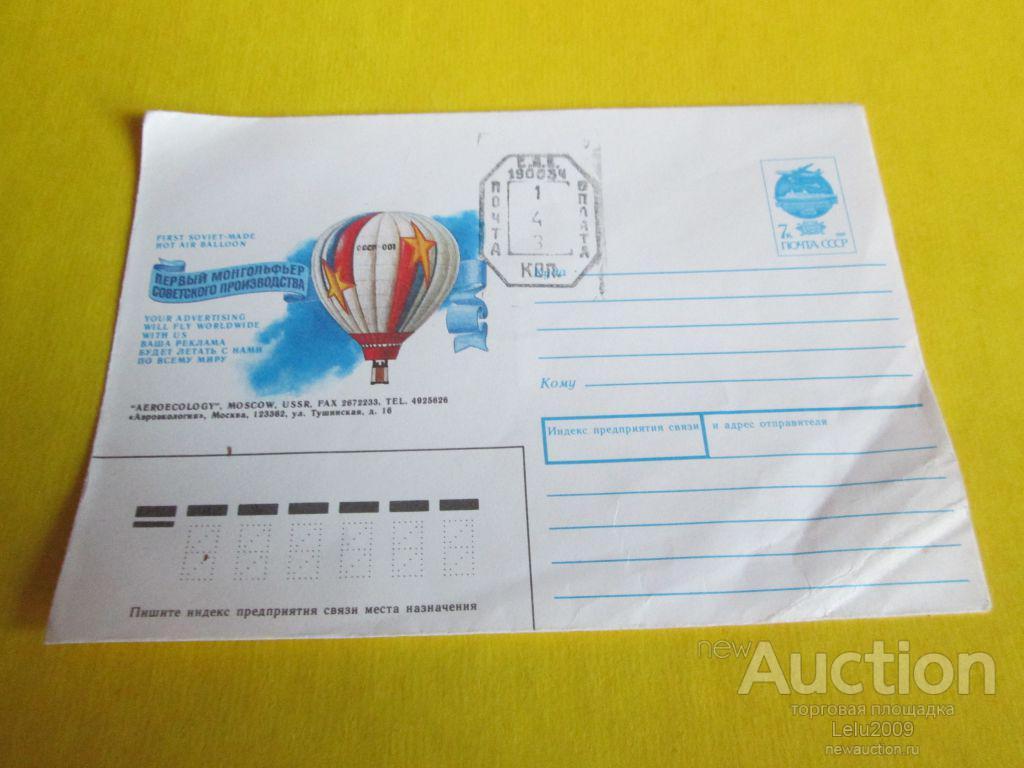 FIRST SOVIET-MADE
HOT AIR BALLOON
ПЕРВЫЙ МОНГОЛЬФЬЕР
СОВЕТСКОГО ПРОИЗВОДСТВА
YOUR ADVERTISING
WILL FLY WORLDWIDE
WITH US
ВАША РЕКЛАМА
БУДЕТ ЛЕТАТЬ С НАМИ
ПО ВСЕМУ МИРУ
СССР-001
"AEROECOLOGY", MOSCOW, USSR, FAX 2672233, TEL. 4925626
«Аэроэкология», Москва, 123362, ул. Тушинская, д. 16
190034
ПОЧТА
1
4
3
ОПЛАТА
КОП.
7к
ПОЧТА СССР
Кому
Индекс предприятия связи и адрес отправителя
Пишите индекс предприятия связи места назначения
newAuction
торговая площадка
Lelu2009
newauction.ru